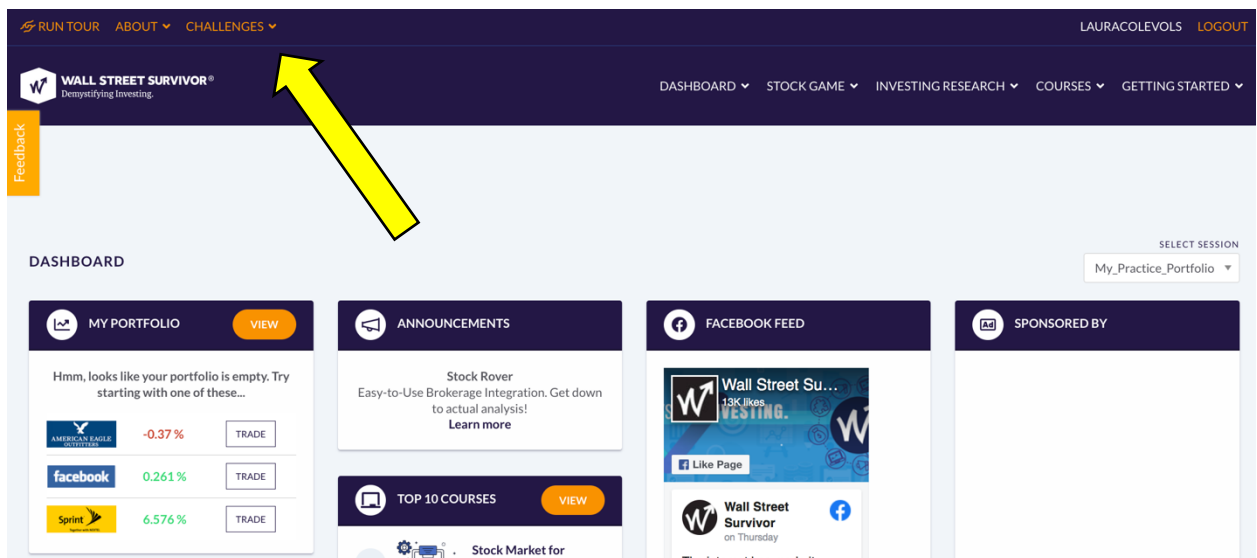 RUN TOUR ABOUT CHALLENGES
LAURACOLEVOLS LOGOUT
WALL STREET SURVIVOR®
Demystifying Investing.
DASHBOARD STOCK GAME INVESTING RESEARCH COURSES GETTING STARTED
Feedback
SELECT SESSION
DASHBOARD
My_Practice_Portfolio
MY PORTFOLIO VIEW
Hmm, looks like your portfolio is empty. Try
starting with one of these...
AMERICAN EAGLE
OUTFITTERS
-0.37 % TRADE
facebook 0.261 % TRADE
Sprint 6.576 % TRADE
ANNOUNCEMENTS
Stock Rover
Easy-to-Use Brokerage Integration. Get down
to actual analysis!
Learn more
TOP 10 COURSES VIEW
Stock Market for
FACEBOOK FEED
Wall Street Su...
13K likes
INVESTING.
Like Page
Wall Street
Survivor
on Thursday
Ad
SPONSORED BY